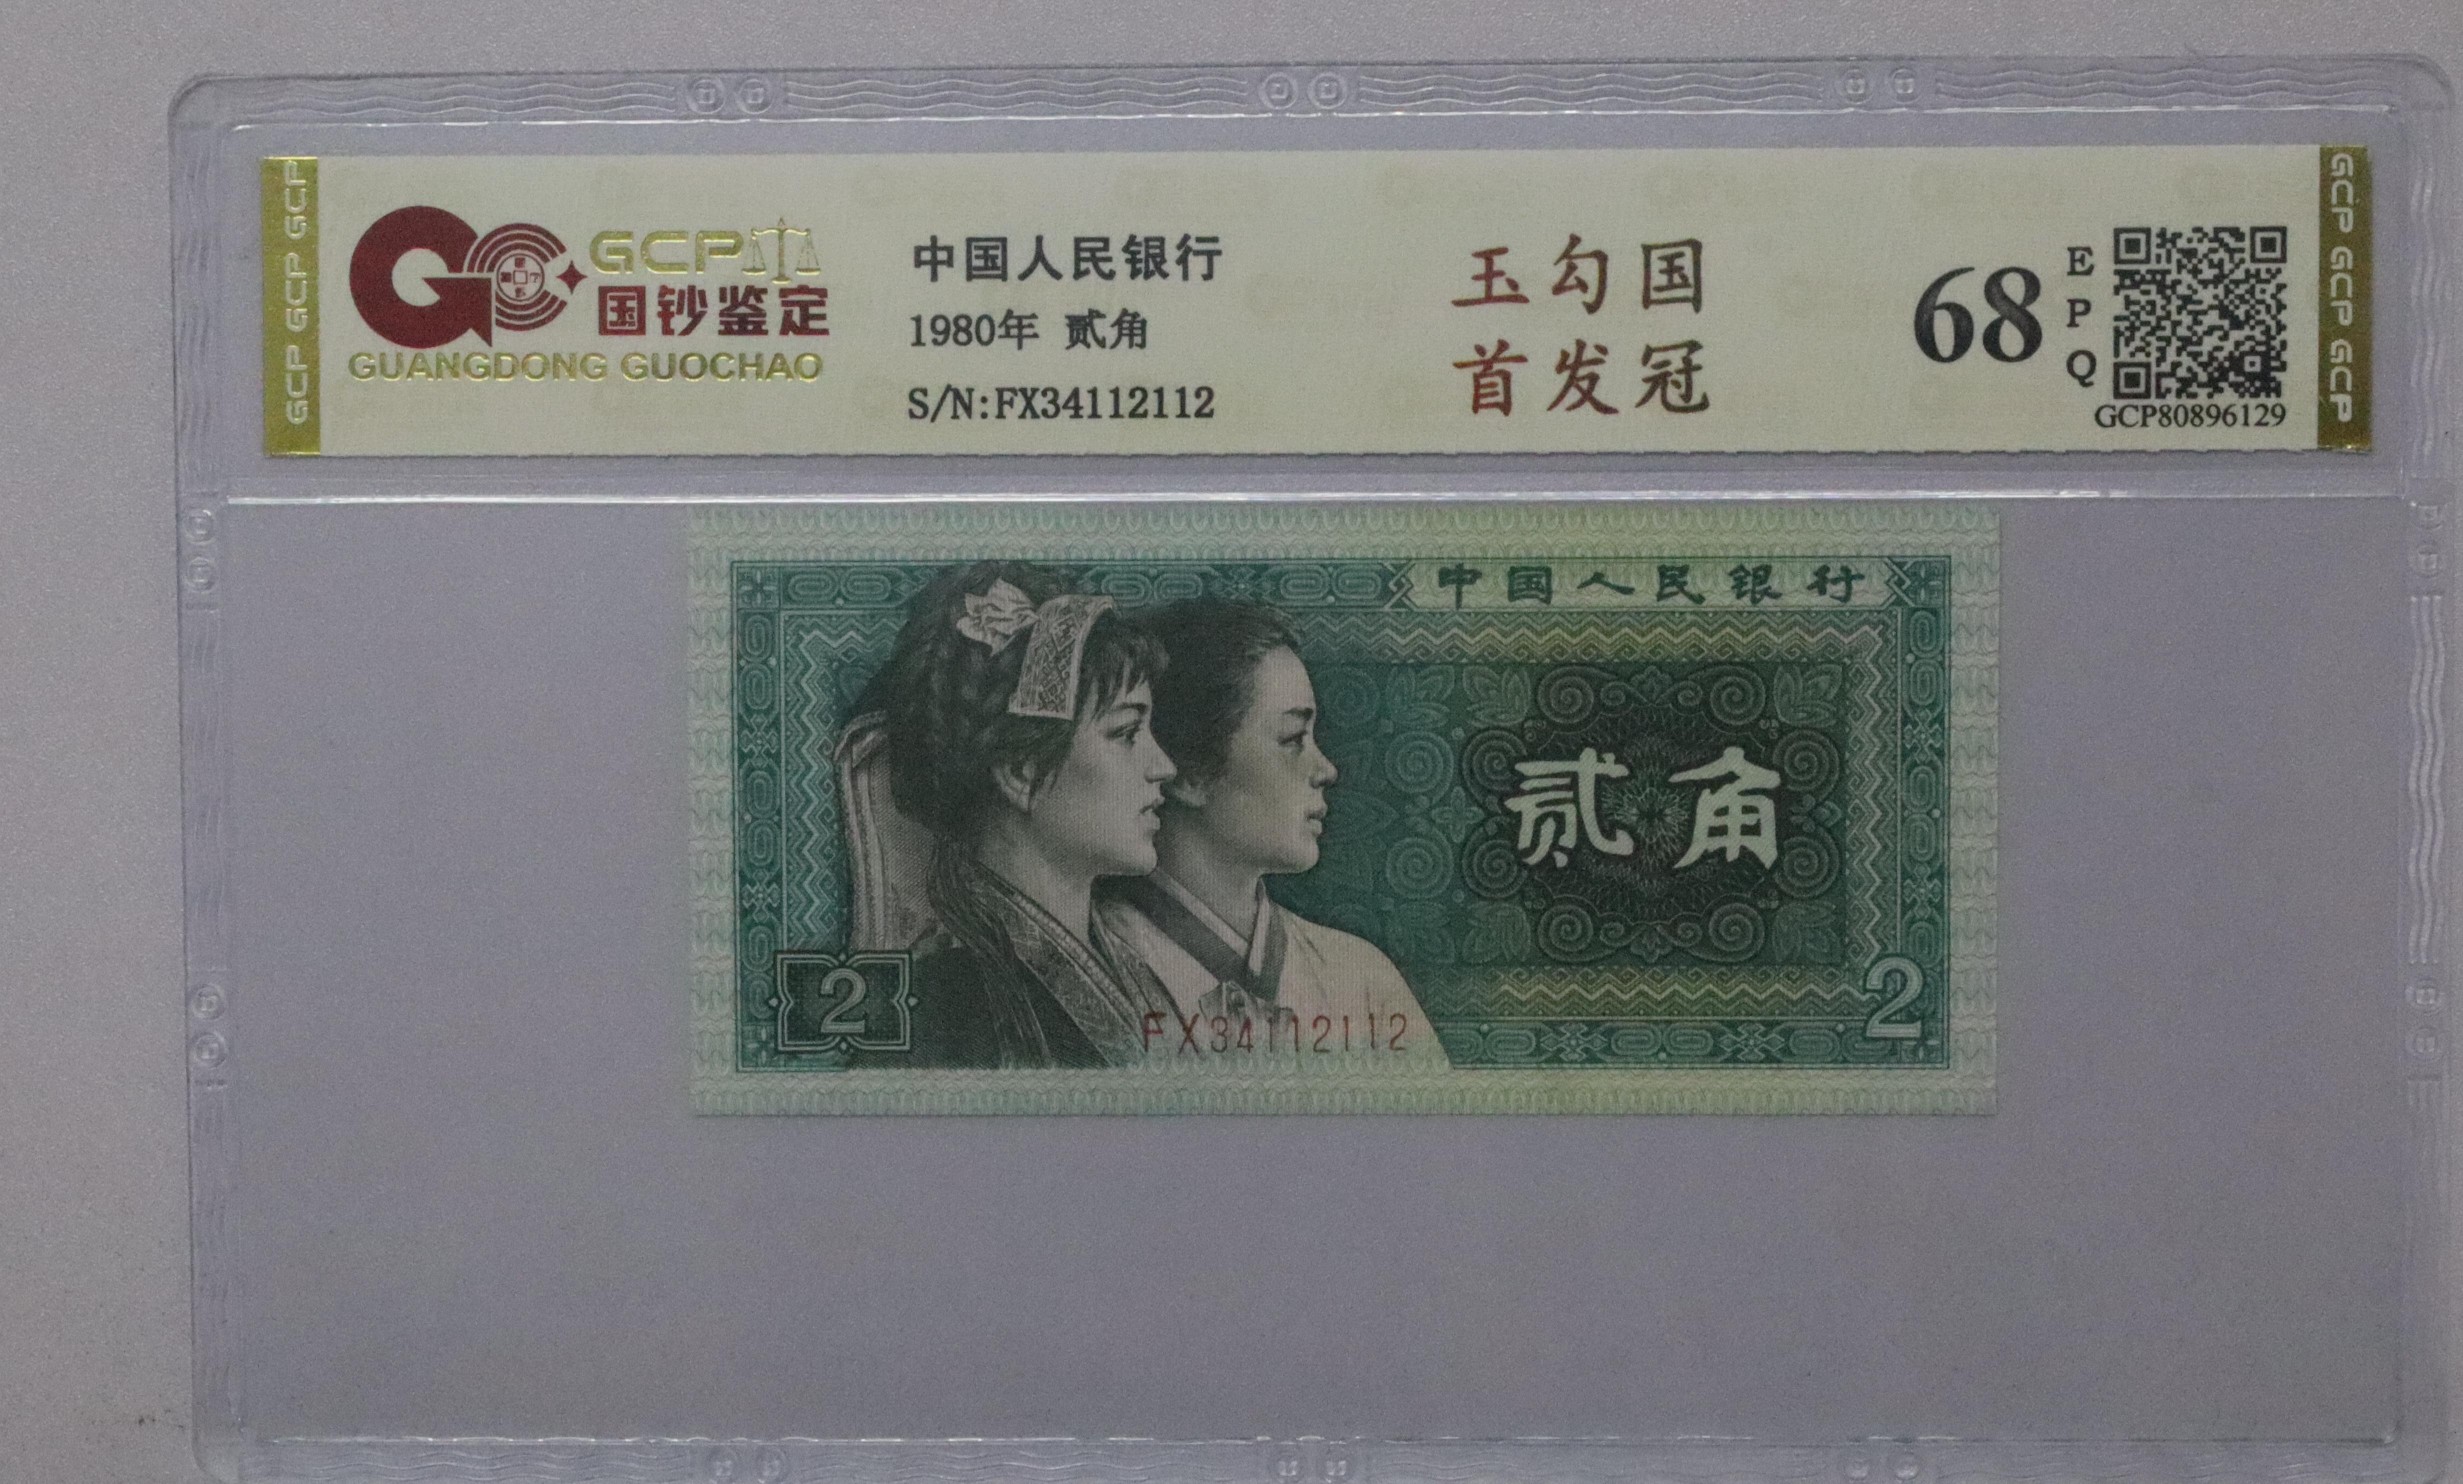 GCP GCP GCP
GCP
国钞鉴定
GUANGDONG GUOCHAO
中国人民银行
1980年 贰角
S/N:FX34112112
玉勾国
首发冠
68
E
P
Q
GCP80896129
GCP GCP GCP
中国人民银行
贰角
2
2
FX34112112